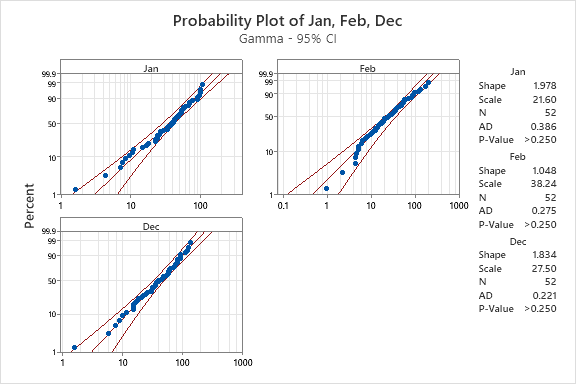 Probability Plot of Jan, Feb, Dec
Gamma - 95% CI
Jan
99.9
99
90
50
10
1
1
10
100
Feb
99.9
99
90
50
10
1
0.1
1
10
100
1000
Dec
99.9
99
90
50
10
1
1
10
100
1000
Percent
Jan
Shape 1.978
Scale 21.60
N 52
AD 0.386
P-Value >0.250
Feb
Shape 1.048
Scale 38.24
N 52
AD 0.275
P-Value >0.250
Dec
Shape 1.834
Scale 27.50
N 52
AD 0.221
P-Value >0.250